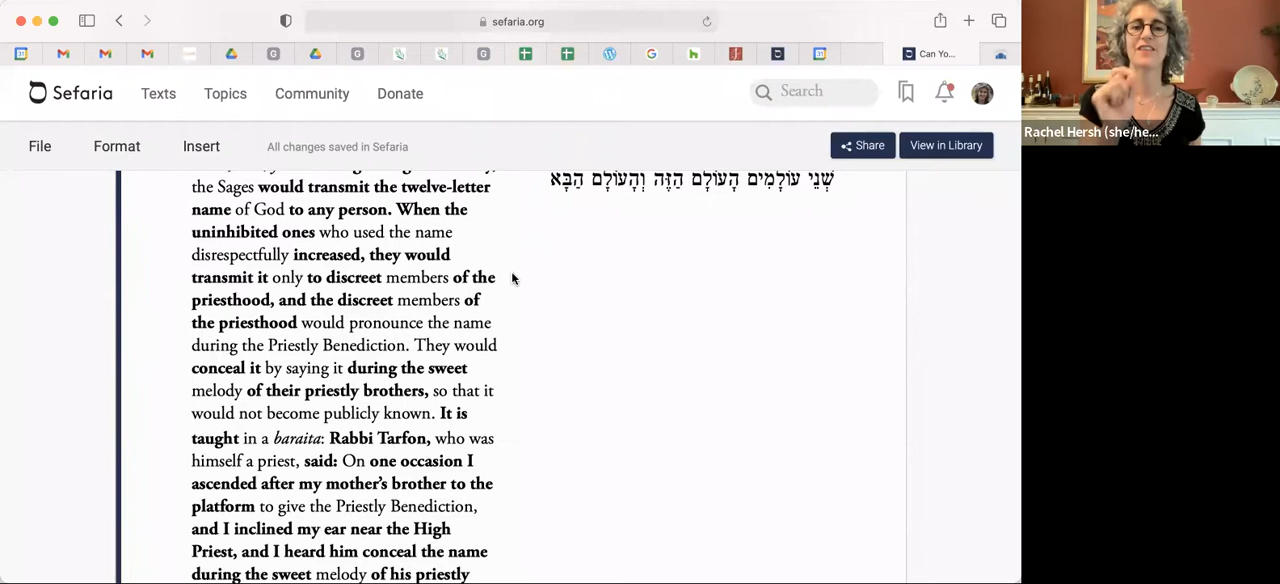 sefaria.org
Can Yo...
Sefaria
Texts
Topics
Community
Donate
Search
File
Format
Insert
All changes saved in Sefaria
Share
View in Library
the Sages would transmit the twelve-letter
name of God to any person. When the
uninhibited ones who used the name
disrespectfully increased, they would
transmit it only to discreet members of the
priesthood, and the discreet members of
the priesthood would pronounce the name
during the Priestly Benediction. They would
conceal it by saying it during the sweet
melody of their priestly brothers, so that it
would not become publicly known. It is
taught in a baraita: Rabbi Tarfon, who was
himself a priest, said: On one occasion I
ascended after my mother's brother to the
platform to give the Priestly Benediction,
and I inclined my ear near the High
Priest, and I heard him conceal the name
during the sweet melody of his priestly
שְׁנֵי עוֹלָמִים הָעוֹלָם הַזֶּה וְהָעוֹלָם הַבָּא
Rachel Hersh (she/he...